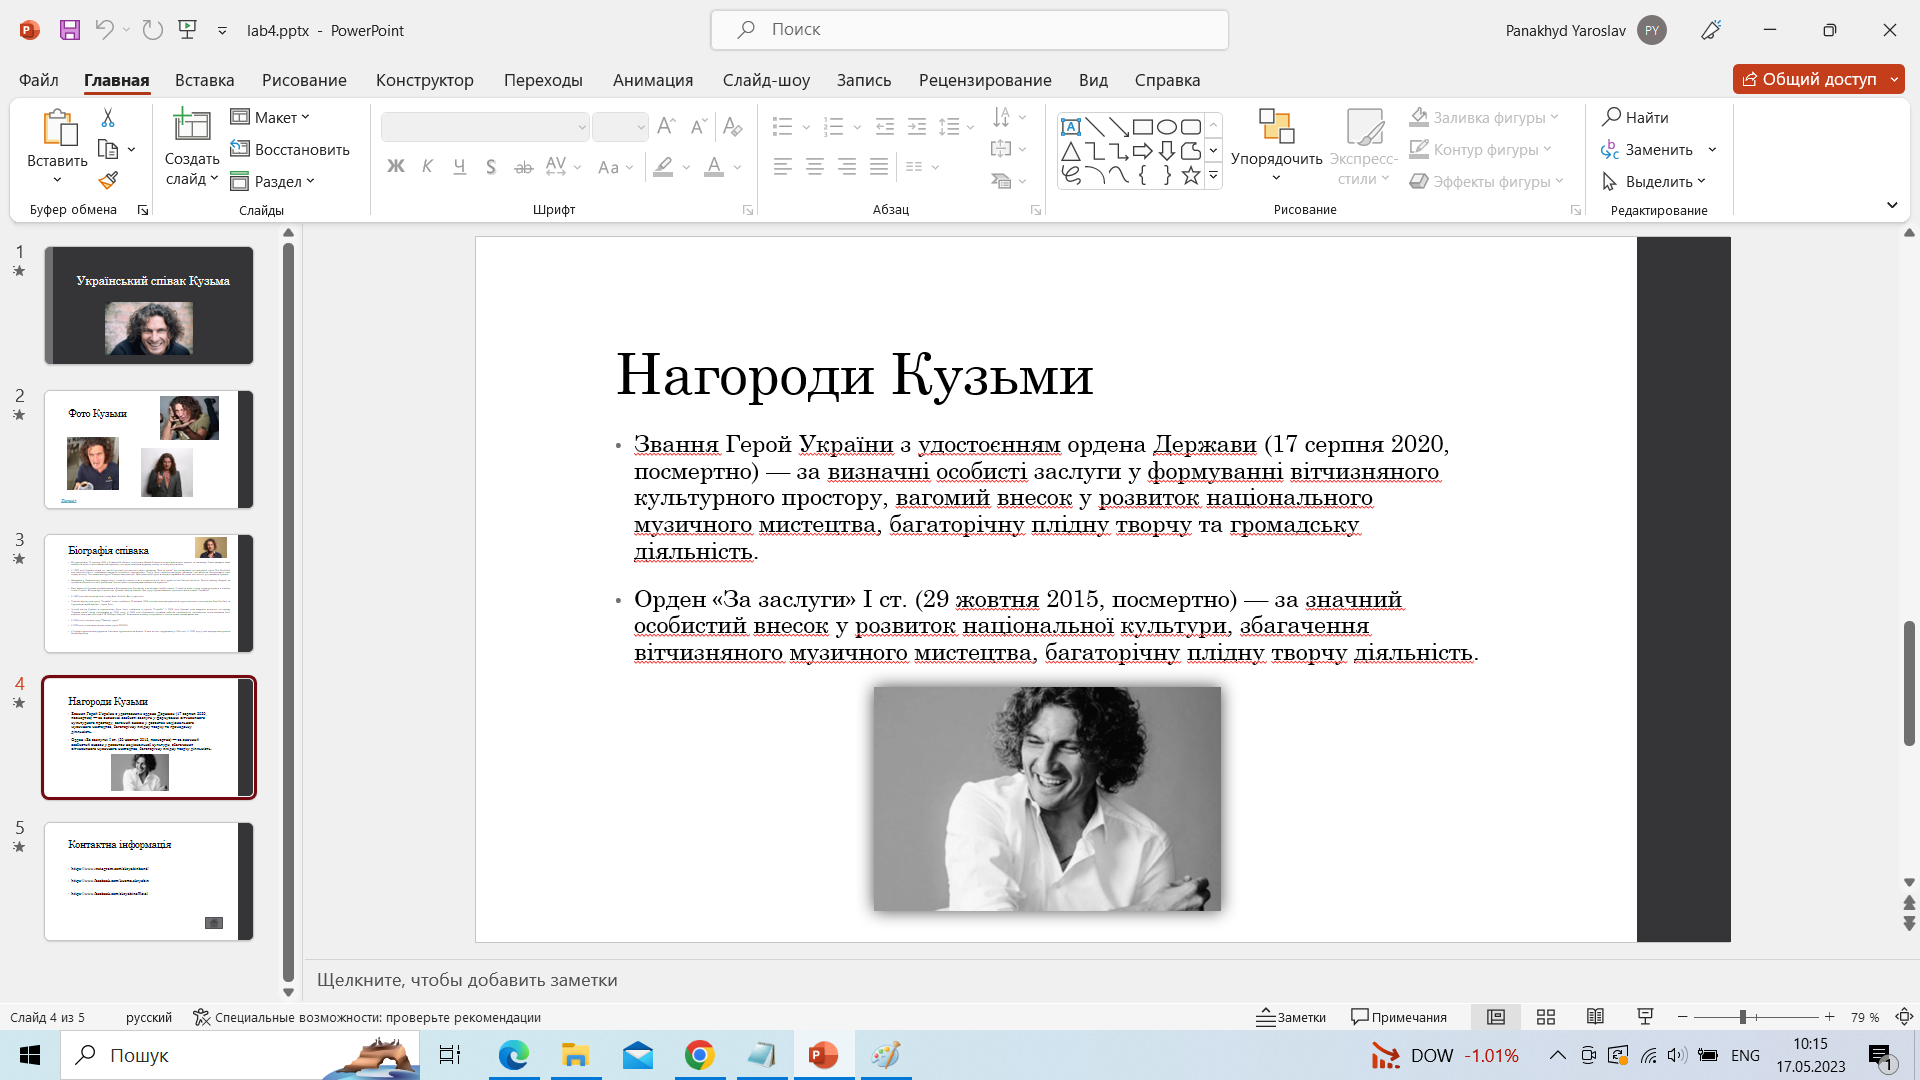 lab4.pptx - PowerPoint
Поиск
Panakhyd Yaroslav
PY
Файл
Главная
Вставка
Рисование
Конструктор
Переходы
Анимация
Слайд-шоу
Запись
Рецензирование
Вид
Справка
Общий доступ
Вставить
Буфер обмена
Создать
слайд
Макет
Восстановить
Раздел
Слайды
Ж К Ч S ab AV Aa A
Шрифт
Абзац
Упорядочить
Экспресс-
стили
Заливка фигуры
Контур фигуры
Эффекты фигуры
Рисование
Найти
Заменить
Выделить
Редактирование
1
Український співак Кузьма
2
Фото Кузьми
3
Біографія співака
4
Нагороди Кузьми
5
Контактна інформація
Нагороди Кузьми
• Звання Герой України з удостоєнням ордена Держави (17 серпня 2020,
посмертно) — за визначні особисті заслуги у формуванні вітчизняного
культурного простору, вагомий внесок у розвиток національного
музичного мистецтва, багаторічну плідну творчу та громадську
діяльність.
• Орден «За заслуги» I ст. (29 жовтня 2015, посмертно) — за значний
особистий внесок у розвиток національної культури, збагачення
вітчизняного музичного мистецтва, багаторічну плідну творчу діяльність.
Щелкните, чтобы добавить заметки
Слайд 4 из 5
русский
Специальные возможности: проверьте рекомендации
Заметки
Примечания
79 %
Пошук
DOW -1.01%
ENG
10:15
17.05.2023
1